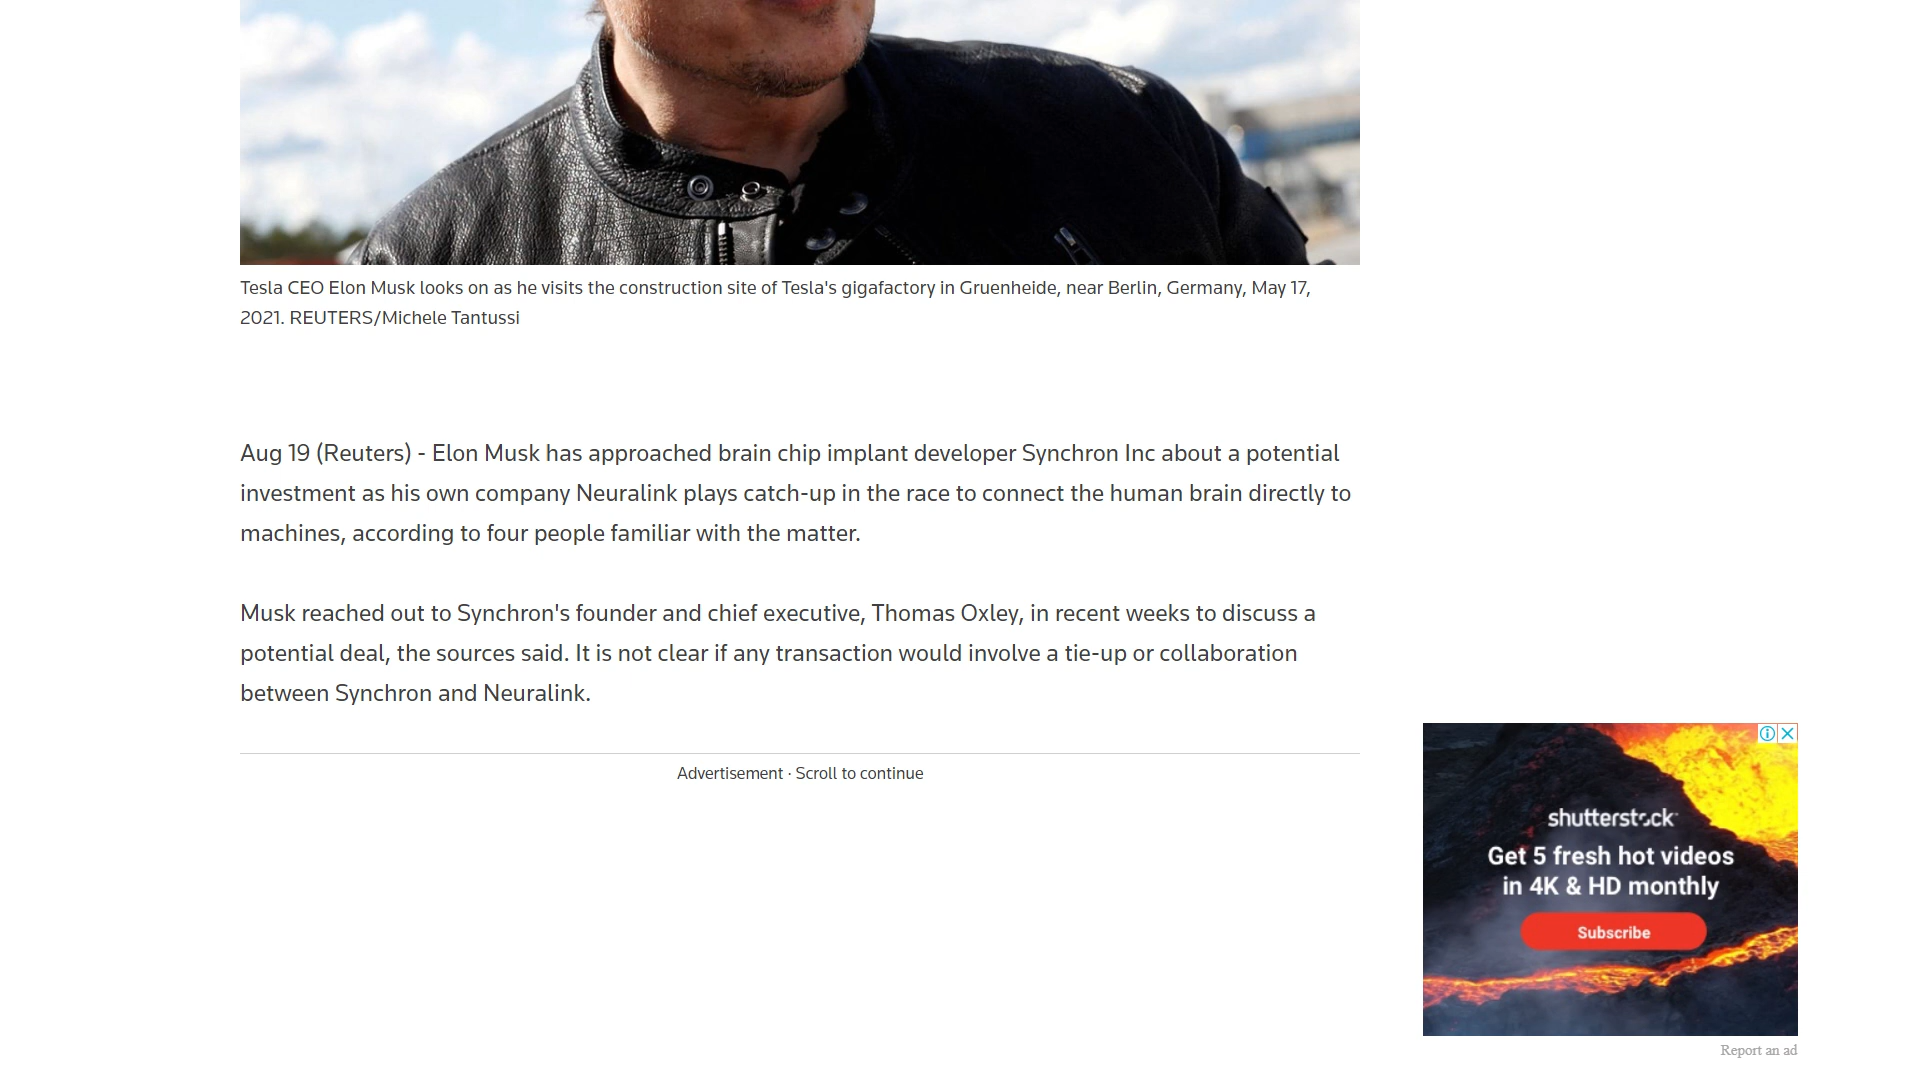 Tesla CEO Elon Musk looks on as he visits the construction site of Tesla's gigafactory in Gruenheide, near Berlin, Germany, May 17,
2021. REUTERS/Michele Tantussi
Aug 19 (Reuters) - Elon Musk has approached brain chip implant developer Synchron Inc about a potential
investment as his own company Neuralink plays catch-up in the race to connect the human brain directly to
machines, according to four people familiar with the matter.
Musk reached out to Synchron's founder and chief executive, Thomas Oxley, in recent weeks to discuss a
potential deal, the sources said. It is not clear if any transaction would involve a tie-up or collaboration
between Synchron and Neuralink.
Advertisement · Scroll to continue
shutterstock
Get 5 fresh hot videos
in 4K & HD monthly
Subscribe
Report an ad